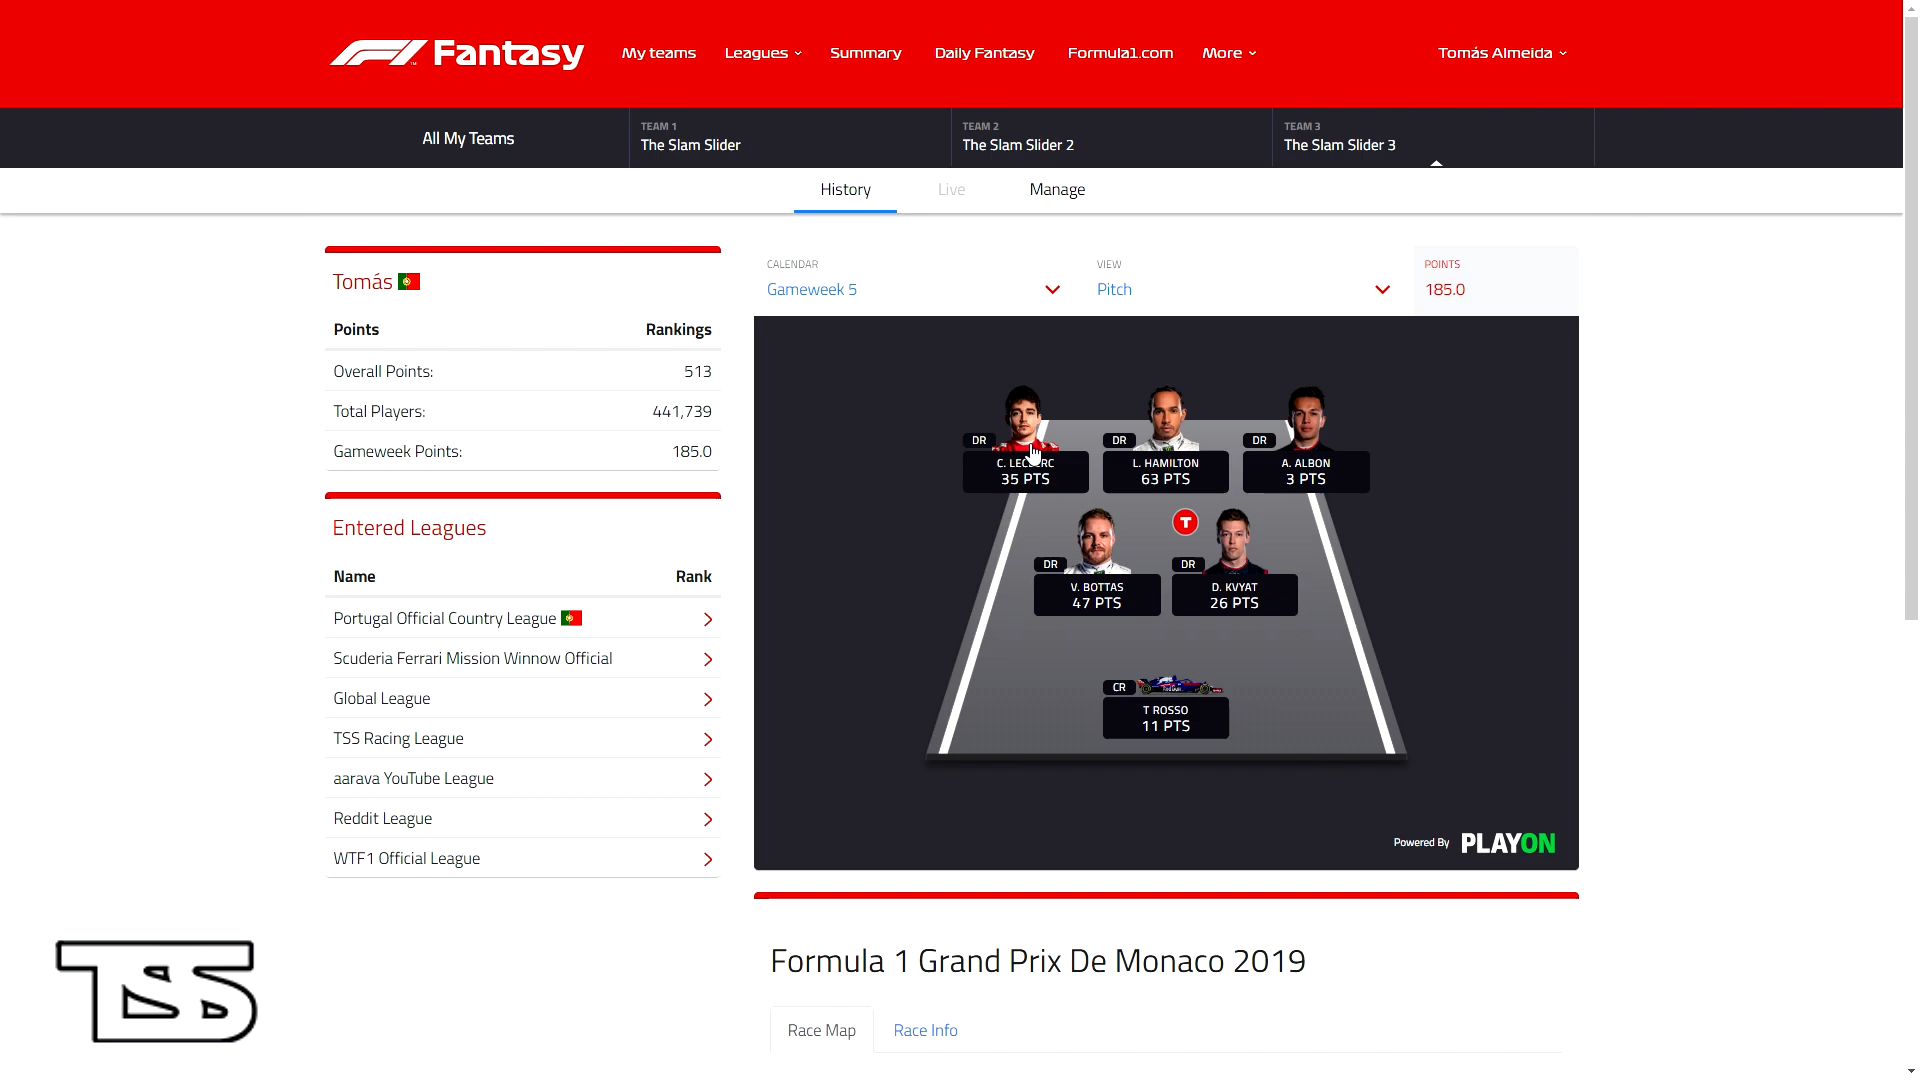 F1 Fantasy
My teams
Leagues
Summary
Daily Fantasy
Formula1.com
More
Tomás Almeida
All My Teams
TEAM 1
The Slam Slider
TEAM 2
The Slam Slider 2
TEAM 3
The Slam Slider 3
History
Live
Manage
Tomás
Points Rankings
Overall Points: 513
Total Players: 441,739
Gameweek Points: 185.0
Entered Leagues
Name Rank
Portugal Official Country League
Scuderia Ferrari Mission Winnow Official
Global League
TSS Racing League
aarava YouTube League
Reddit League
WTF1 Official League
CALENDAR
Gameweek 5
VIEW
Pitch
POINTS
185.0
DR
C. LECLERC
35 PTS
DR
L. HAMILTON
63 PTS
DR
A. ALBON
3 PTS
DR
V. BOTTAS
47 PTS
T
DR
D. KVYAT
26 PTS
CR
T ROSSO
11 PTS
Powered By PLAYON
Formula 1 Grand Prix De Monaco 2019
Race Map
Race Info
TSS